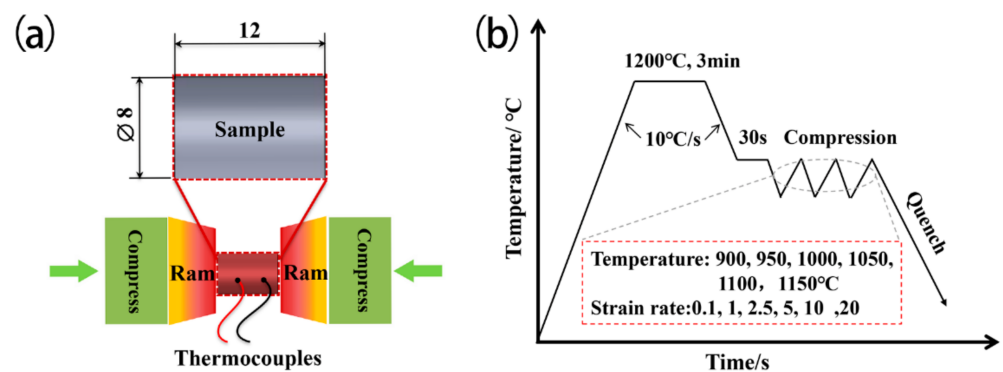 (a)
12
Ø 8
Sample
Compress
Ram
Ram
Compress
Thermocouples
(b)
Temperature/ °C
1200°C, 3min
10°C/s
30s
Compression
Quench
Temperature: 900, 950, 1000, 1050,
1100, 1150°C
Strain rate:0.1, 1, 2.5, 5, 10 ,20
Time/s